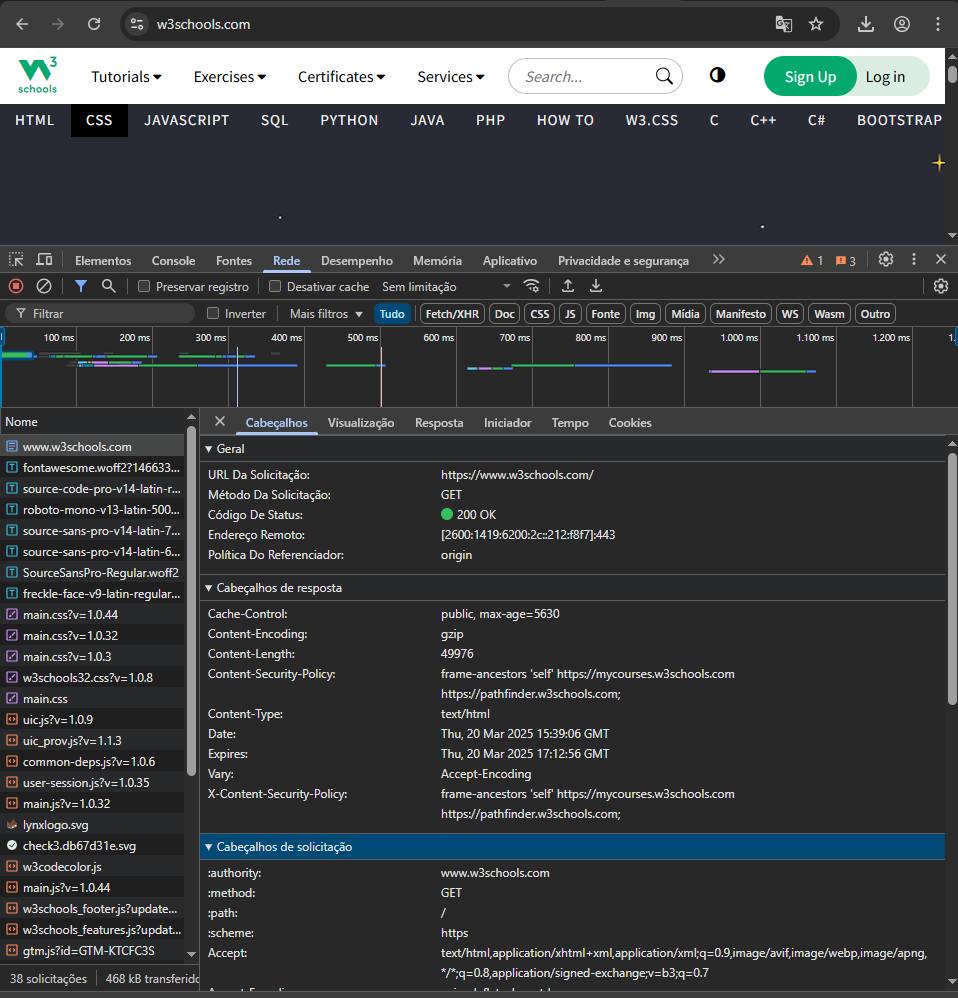 w3schools.com
3
schools
Tutorials Exercises Certificates Services Search... Sign Up Log in
HTML CSS JAVASCRIPT SQL PYTHON JAVA PHP HOW TO W3.CSS C C++ C# BOOTSTRAP
Elementos Console Fontes Rede Desempenho Memória Aplicativo Privacidade e segurança 1 3
Preservar registro Desativar cache Sem limitação
Filtrar Inverter Mais filtros Tudo Fetch/XHR Doc CSS JS Fonte Img Mídia Manifesto WS Wasm Outro
100 ms 200 ms 300 ms 400 ms 500 ms 600 ms 700 ms 800 ms 900 ms 1.000 ms 1.100 ms 1.200 ms 1.
Nome
www.w3schools.com
fontawesome.woff2?146633...
source-code-pro-v14-latin-r...
roboto-mono-v13-latin-500...
source-sans-pro-v14-latin-7...
source-sans-pro-v14-latin-6...
SourceSansPro-Regular.woff2
freckle-face-v9-latin-regular...
main.css?v=1.0.44
main.css?v=1.0.32
main.css?v=1.0.3
w3schools32.css?v=1.0.8
main.css
uic.js?v=1.0.9
uic_prov.js?v=1.1.3
common-deps.js?v=1.0.6
user-session.js?v=1.0.35
main.js?v=1.0.32
lynxlogo.svg
check3.db67d31e.svg
w3codecolor.js
main.js?v=1.0.44
w3schools_footer.js?update...
w3schools_features.js?updat...
gtm.js?id=GTM-KTCFC3S
38 solicitações 468 kB transferido
Cabeçalhos Visualização Resposta Iniciador Tempo Cookies
Geral
URL Da Solicitação: https://www.w3schools.com/
Método Da Solicitação: GET
Código De Status: 200 OK
Endereço Remoto: [2600:1419:6200:2c::212:f8f7]:443
Política Do Referenciador: origin
Cabeçalhos de resposta
Cache-Control: public, max-age=5630
Content-Encoding: gzip
Content-Length: 49976
Content-Security-Policy: frame-ancestors 'self' https://mycourses.w3schools.com
https://pathfinder.w3schools.com;
Content-Type: text/html
Date: Thu, 20 Mar 2025 15:39:06 GMT
Expires: Thu, 20 Mar 2025 17:12:56 GMT
Vary: Accept-Encoding
X-Content-Security-Policy: frame-ancestors 'self' https://mycourses.w3schools.com
https://pathfinder.w3schools.com;
Cabeçalhos de solicitação
:authority: www.w3schools.com
:method: GET
:path: /
:scheme: https
Accept: text/html,application/xhtml+xml,application/xml;q=0.9,image/avif,image/webp,image/apng,
*/*;q=0.8,application/signed-exchange;v=b3;q=0.7